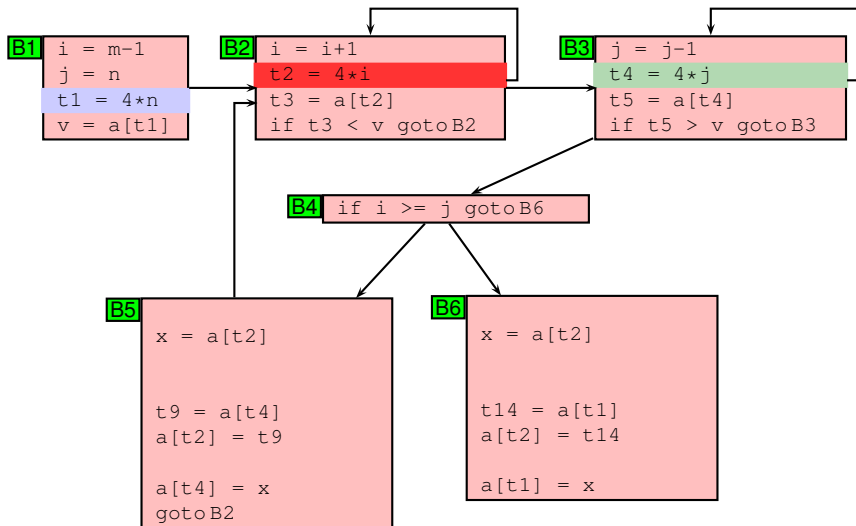 B1
i = m-1
j = n
t1 = 4*n
v = a[t1]
B2
i = i+1
t2 = 4*i
t3 = a[t2]
if t3 < v goto B2
B3
j = j-1
t4 = 4*j
t5 = a[t4]
if t5 > v goto B3
B4
if i >= j goto B6
B5
x = a[t2]
t9 = a[t4]
a[t2] = t9
a[t4] = x
goto B2
B6
x = a[t2]
t14 = a[t1]
a[t2] = t14
a[t1] = x